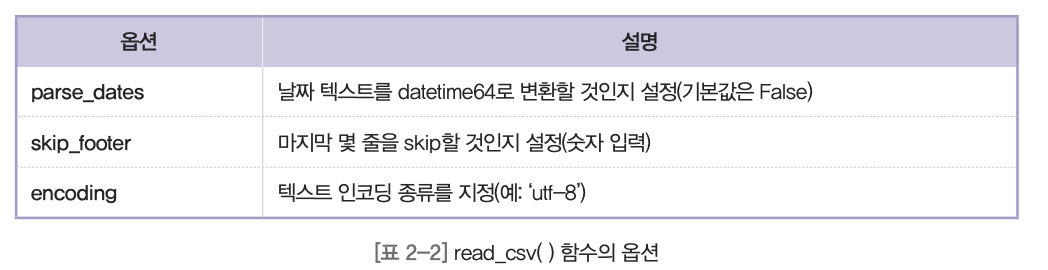 옵션 설명
parse_dates 날짜 텍스트를 datetime64로 변환할 것인지 설정(기본값은 False)
skip_footer 마지막 몇 줄을 skip할 것인지 설정(숫자 입력)
encoding 텍스트 인코딩 종류를 지정(예: ‘utf-8’)
[표 2-2] read_csv( ) 함수의 옵션